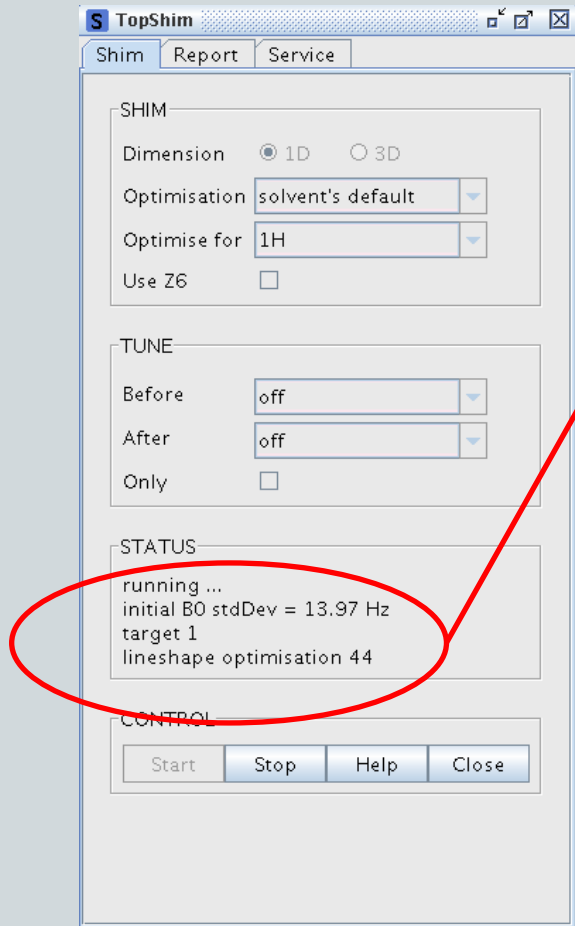 S TopShim
Shim Report Service
SHIM
Dimension 1D 3D
Optimisation solvent's default
Optimise for 1H
Use Z6
TUNE
Before off
After off
Only
STATUS
running ...
initial B0 stdDev = 13.97 Hz
target 1
lineshape optimisation 44
CONTROL
Start Stop Help Close